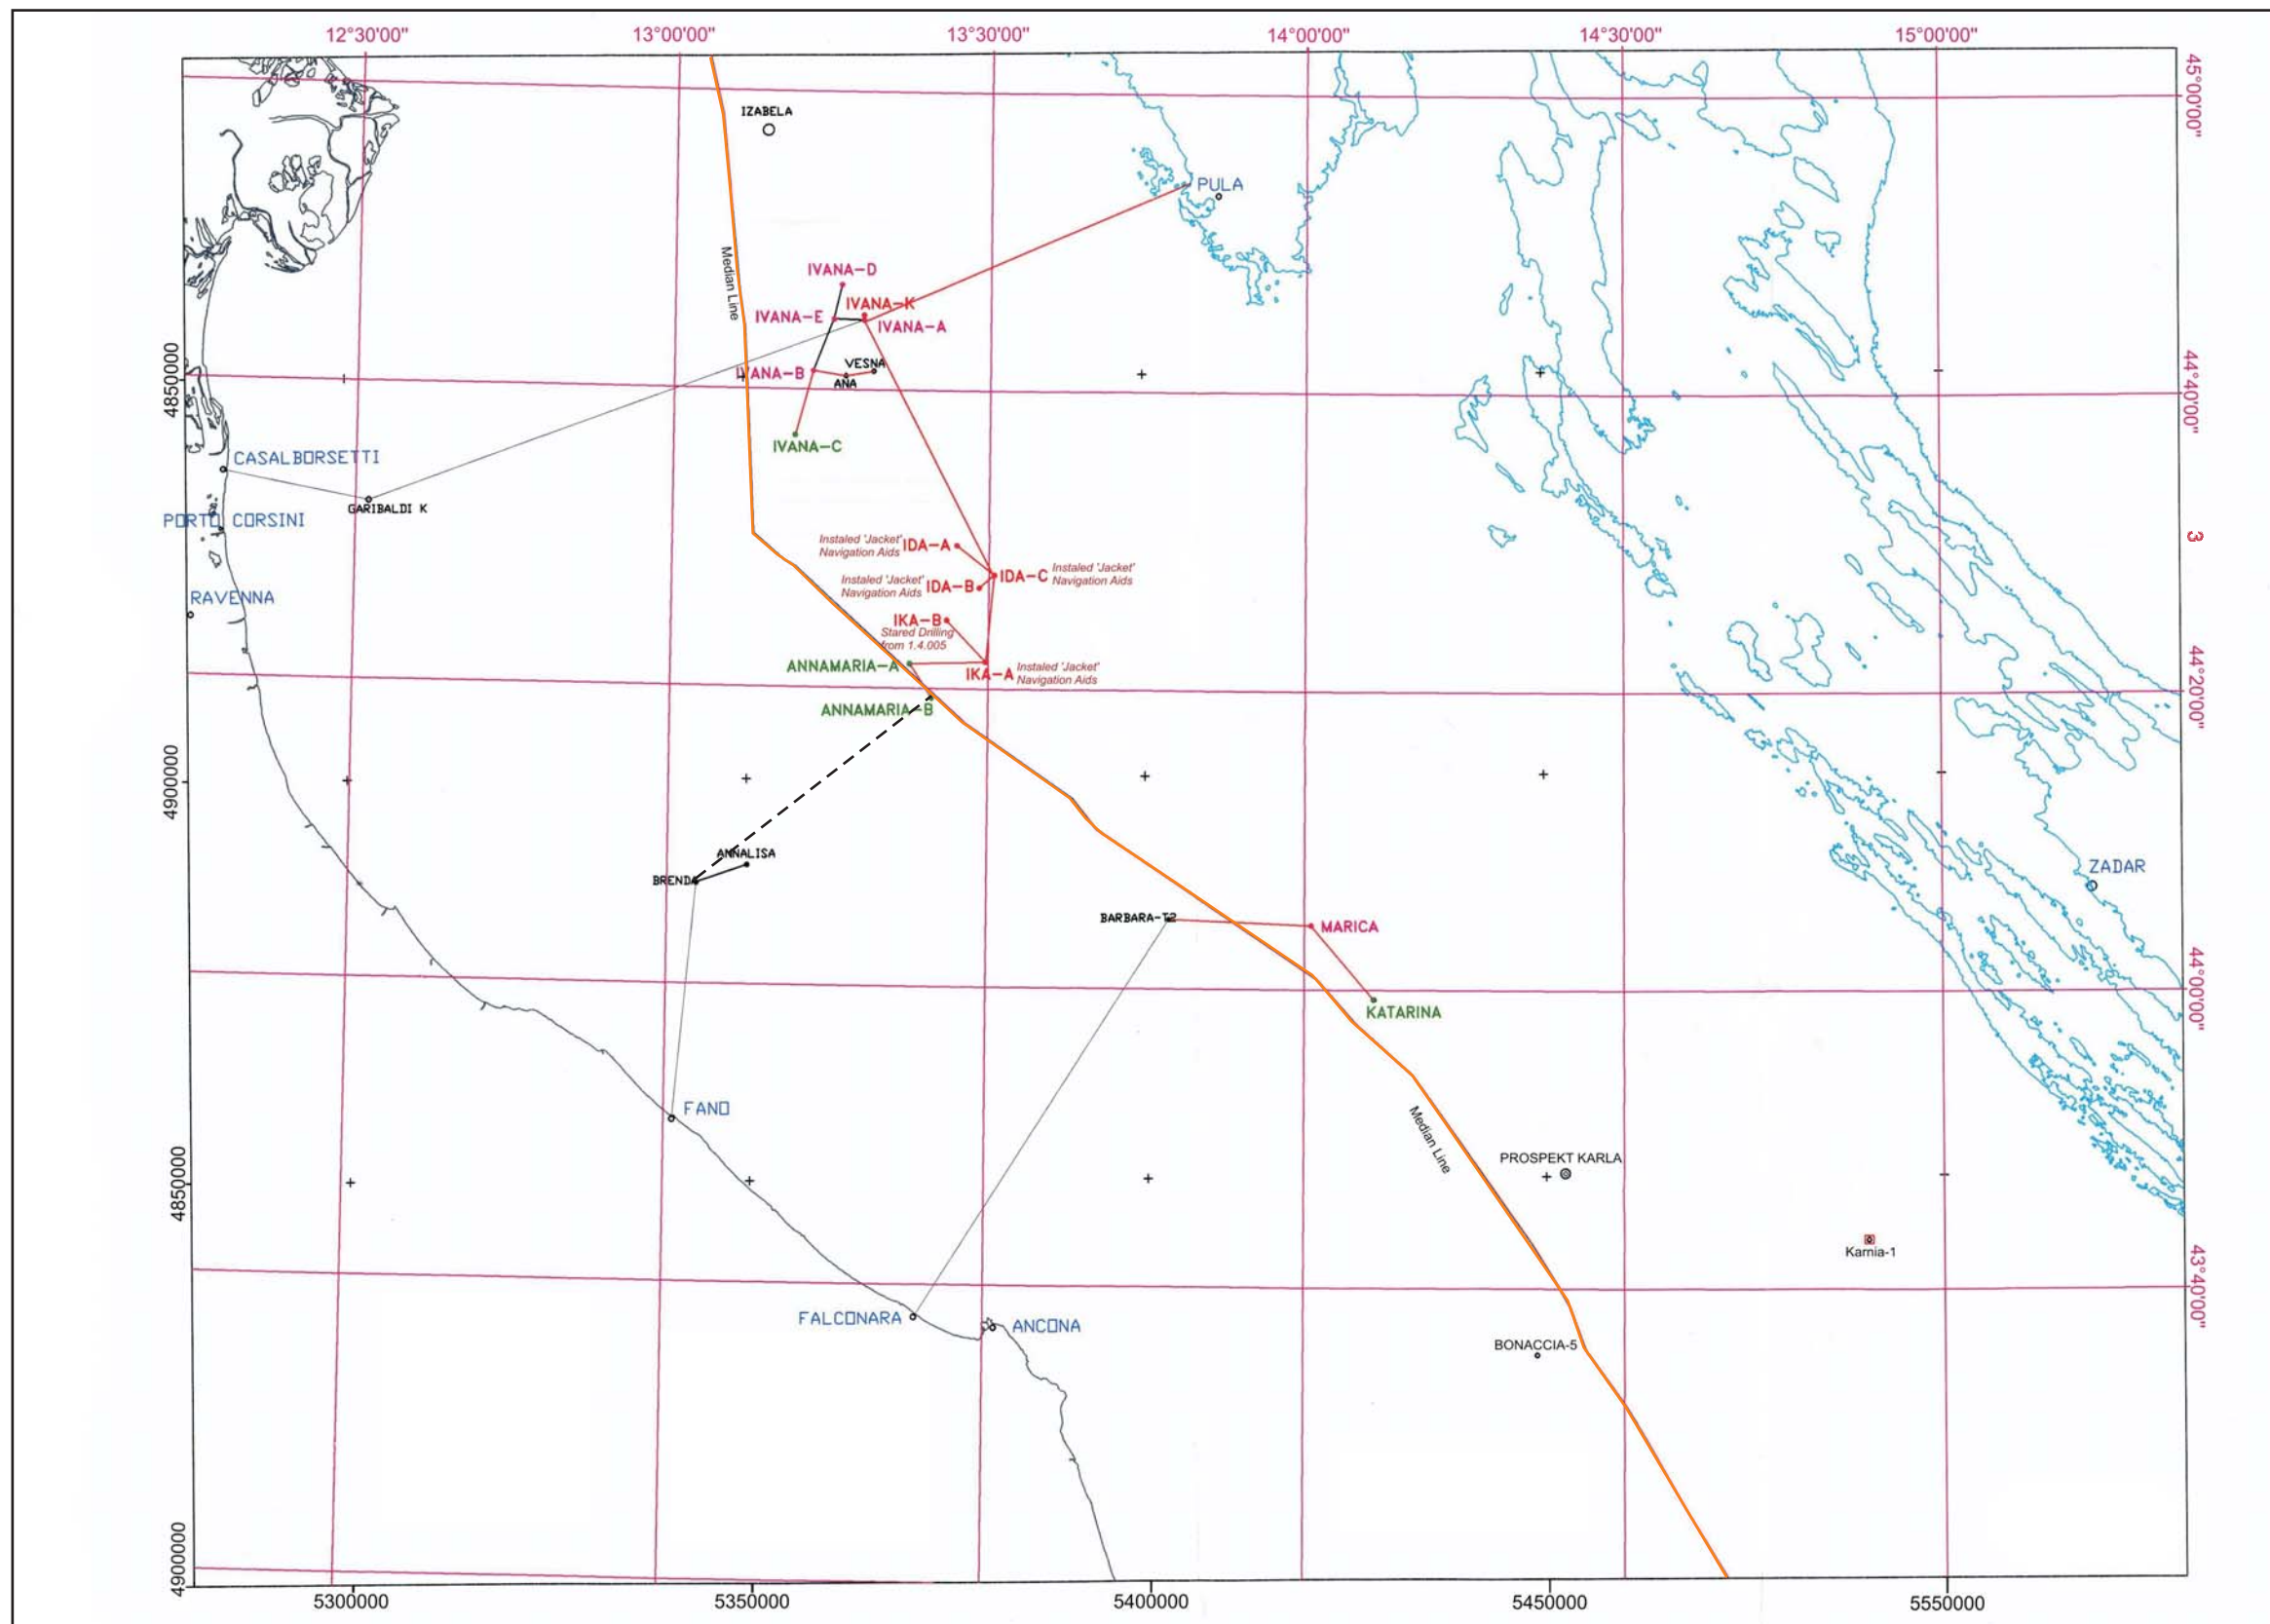 12°30'00"
13°00'00"
13°30'00"
14°00'00"
14°30'00"
15°00'00"
45°00'00"
IZABELA
PULA
Median Line
IVANA-D
IVANA-K
IVANA-E
IVANA-A
VESNA
IVANA-B
ANA
4850000
44°40'00"
IVANA-C
CASALBORSETTI
GARIBALDI K
PORTO CORSINI
3
Instaled 'Jacket'
Navigation Aids
IDA-A
IDA-C
Instaled 'Jacket'
Navigation Aids
Instaled 'Jacket'
Navigation Aids
IDA-B
RAVENNA
IKA-B
Stared Drilling
from 1.4.005
ANNAMARIA-A
IKA-A
Instaled 'Jacket'
Navigation Aids
44°20'00"
ANNAMARIA-B
4900000
ANNALISA
BRENDA
ZADAR
BARBARA-T2
MARICA
44°00'00"
KATARINA
FANO
Median Line
PROSPEKT KARLA
4850000
Kamia-1
43°40'00"
FALCONARA
ANCONA
BONACCIA-5
4900000
5300000
5350000
5400000
5450000
5550000